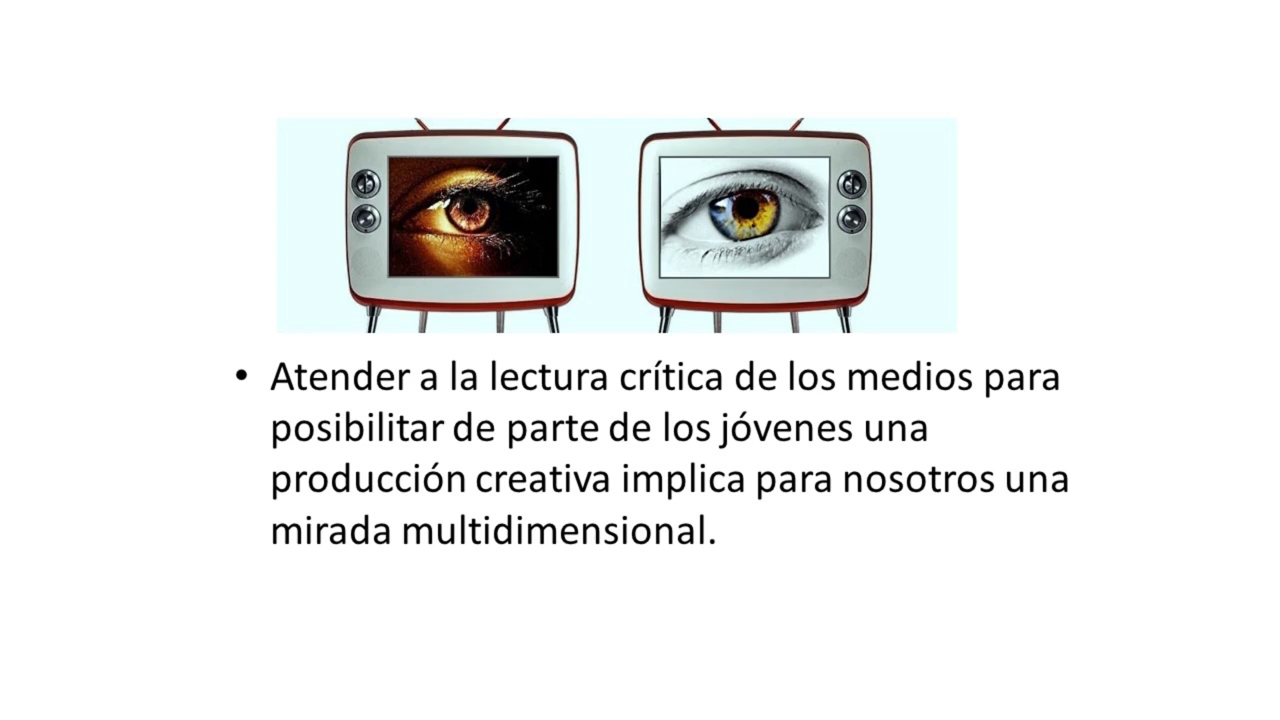 • Atender a la lectura crítica de los medios para
posibilitar de parte de los jóvenes una
producción creativa implica para nosotros una
mirada multidimensional.